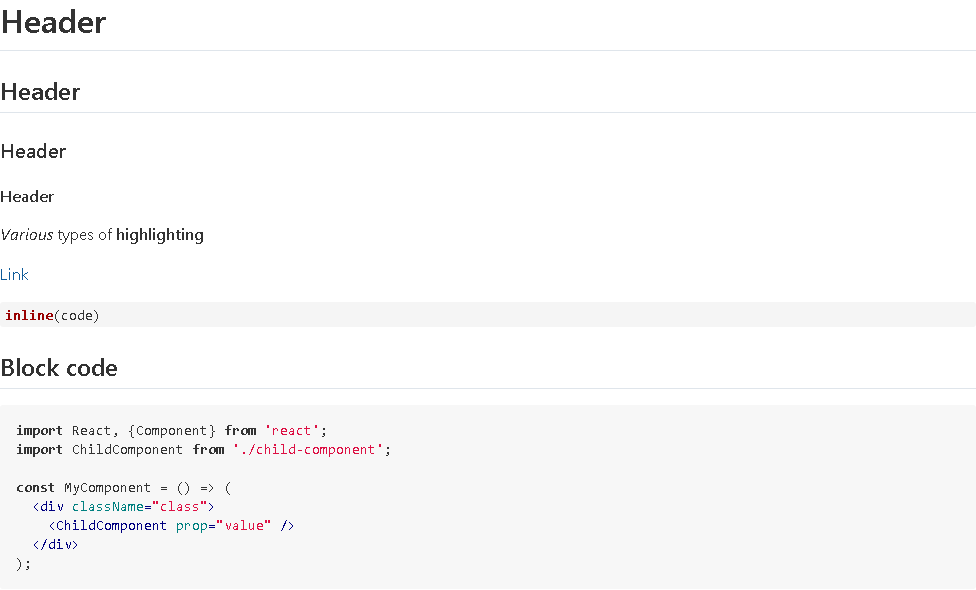 Header
Header
Header
Header
Various types of highlighting
Link
inline(code)
Block code
import React, {Component} from 'react';
import ChildComponent from './child-component';
const MyComponent = () => (
<div className="class">
<ChildComponent prop="value" />
</div>
);